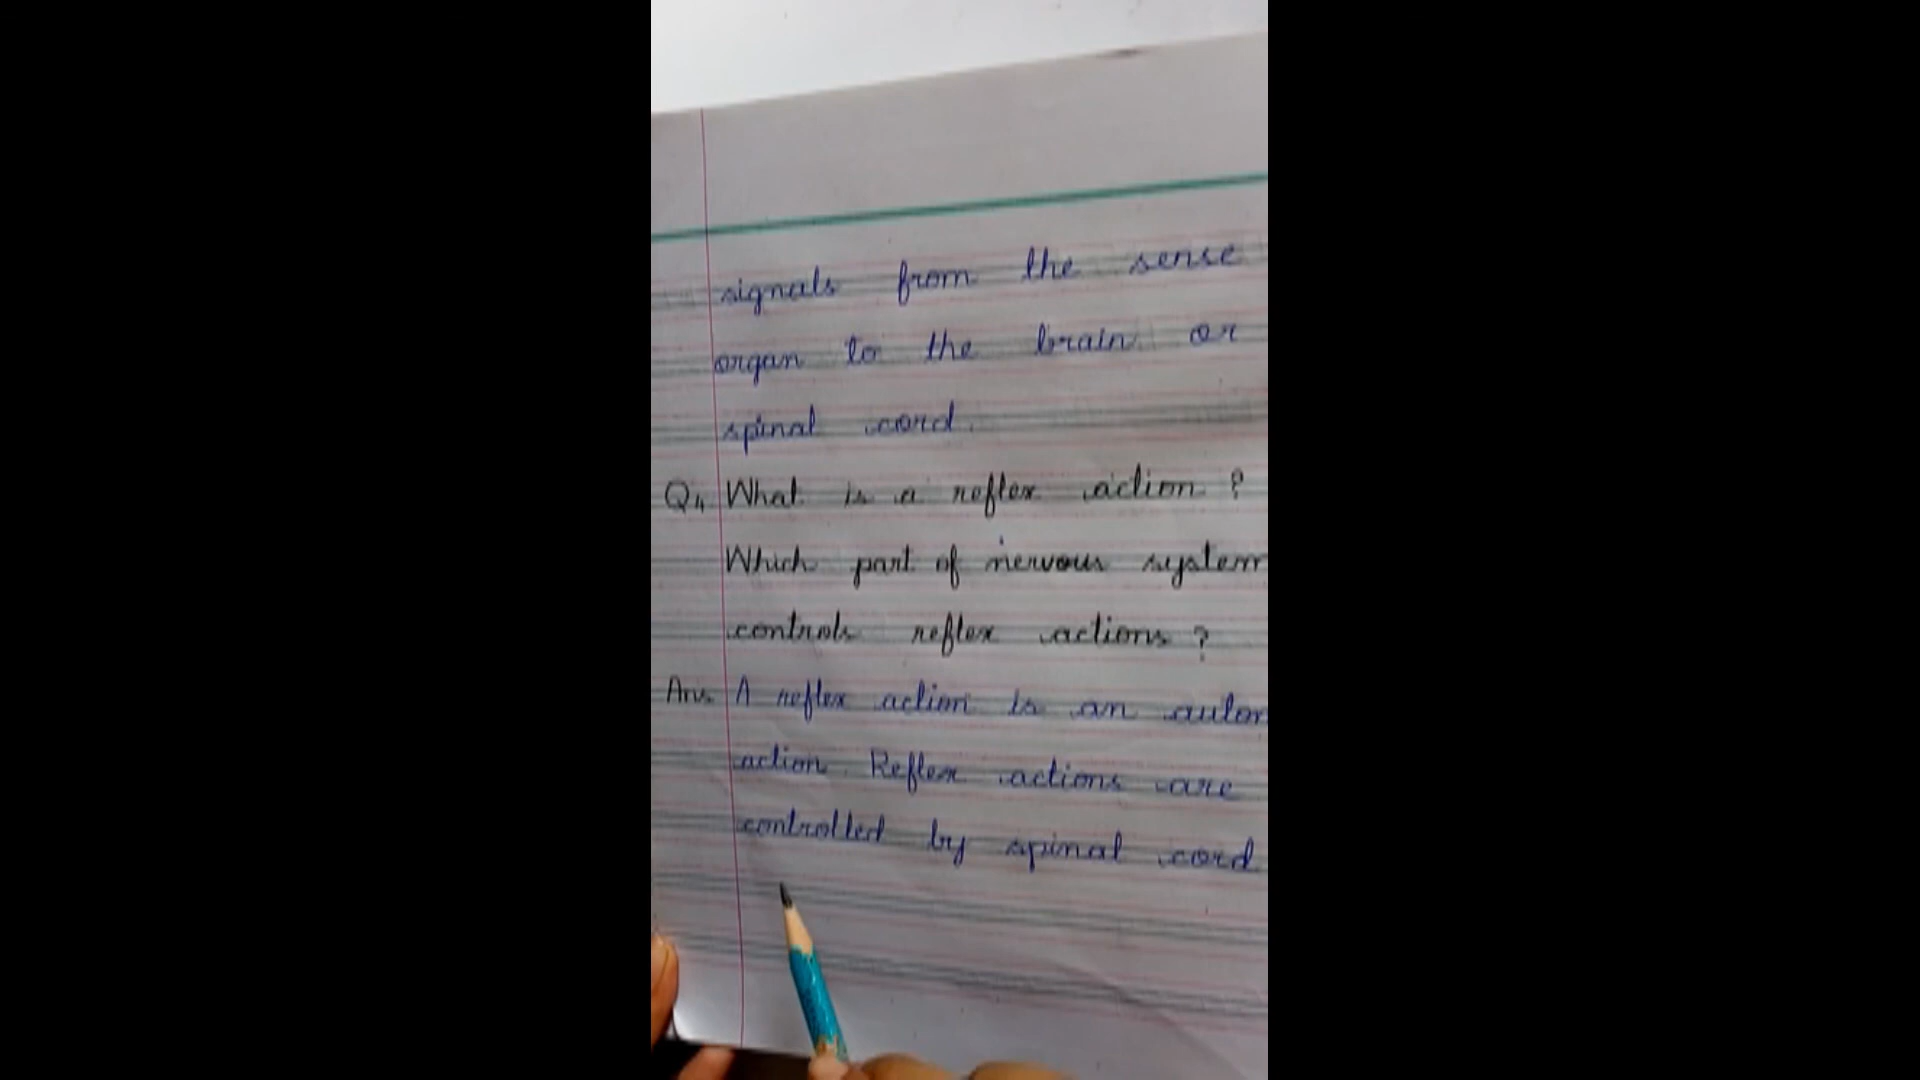 signals from the sense
organ to the brain or
spinal cord.
Q4. What is a reflex action ?
Which part of nervous system
controls reflex actions ?
Ans. A reflex action is an
action. Reflex actions are
controlled by spinal cord